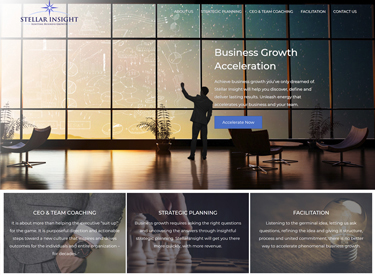 STELLAR INSIGHT
ABOUT US STRATEGIC PLANNING CEO & TEAM COACHING FACILITATION CONTACT US
Business Growth
Acceleration
Achieve business growth you've only dreamed of.
Stellar Insight will help you discover, define and
deliver lasting results. Unleash energy that
accelerates your business and your team.
Accelerate Now
CEO & TEAM COACHING
It is about more than helping the executive "suit up"
for the game, it is purposeful direction and actionable
steps toward a new culture that inspires and drives
outcomes for the individual and entire organization
for decades.
STRATEGIC PLANNING
Business growth requires asking the right questions
and uncovering the answers through insightful
strategic planning. Stellar Insight will get you there
more quickly, with more revenue.
FACILITATION
Listening to the germinal idea, letting us ask
questions, refining the idea and giving it structure,
process and united commitment; there is no better
way to accelerate phenomenal business growth.